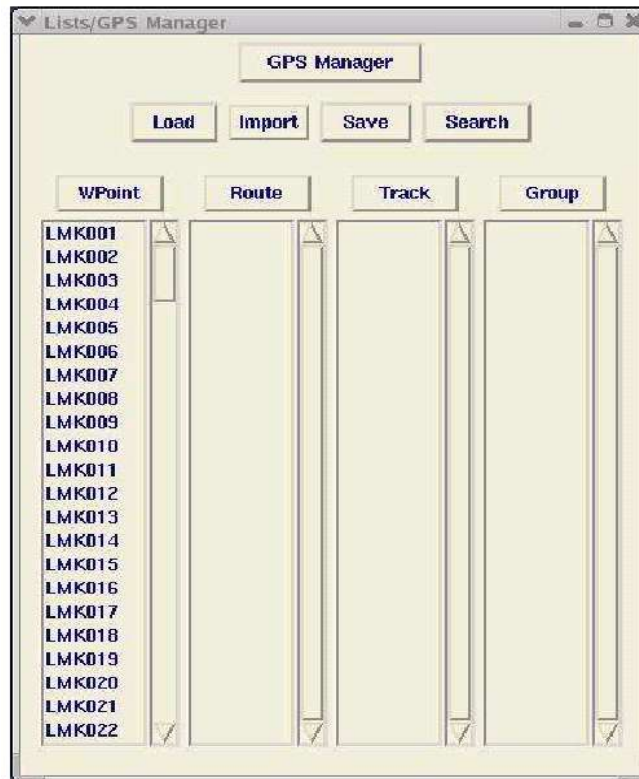 Lists/GPS Manager
GPS Manager
Load Import Save Search
WPoint Route Track Group
LMK001
LMK002
LMK003
LMK004
LMK005
LMK006
LMK007
LMK008
LMK009
LMK010
LMK011
LMK012
LMK013
LMK014
LMK015
LMK016
LMK017
LMK018
LMK019
LMK020
LMK021
LMK022